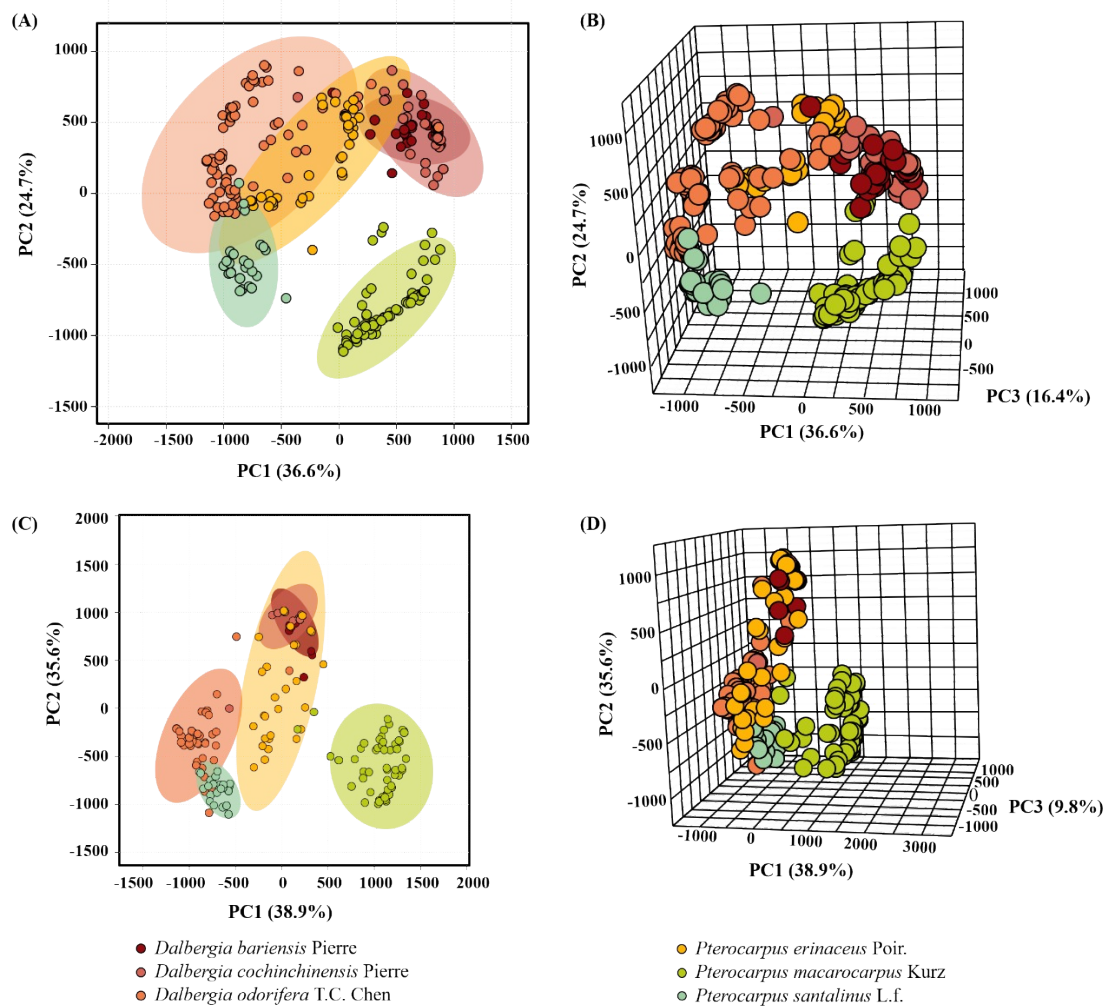 (A)
1000
500
0
-500
-1000
-1500
PC2 (24.7%)
-2000 -1500 -1000 -500 0 500 1000 1500
PC1 (36.6%)
(B)
1000
500
0
-500
-1000
PC2 (24.7%)
-1000 -500 0 500 1000
PC1 (36.6%)
1000
500
0
-500
PC3 (16.4%)
(C)
2000
1500
1000
500
0
-500
-1000
-1500
PC2 (35.6%)
-1500 -1000 -500 0 500 1000 1500 2000
PC1 (38.9%)
(D)
1000
500
0
-500
-1000
PC2 (35.6%)
-1000 0 1000 2000 3000
PC1 (38.9%)
1000
500
0
-500
-1000
PC3 (9.8%)
Dalbergia bariensis Pierre
Dalbergia cochinchinensis Pierre
Dalbergia odorifera T.C. Chen
Pterocarpus erinaceus Poir.
Pterocarpus macarocarpus Kurz
Pterocarpus santalinus L.f.